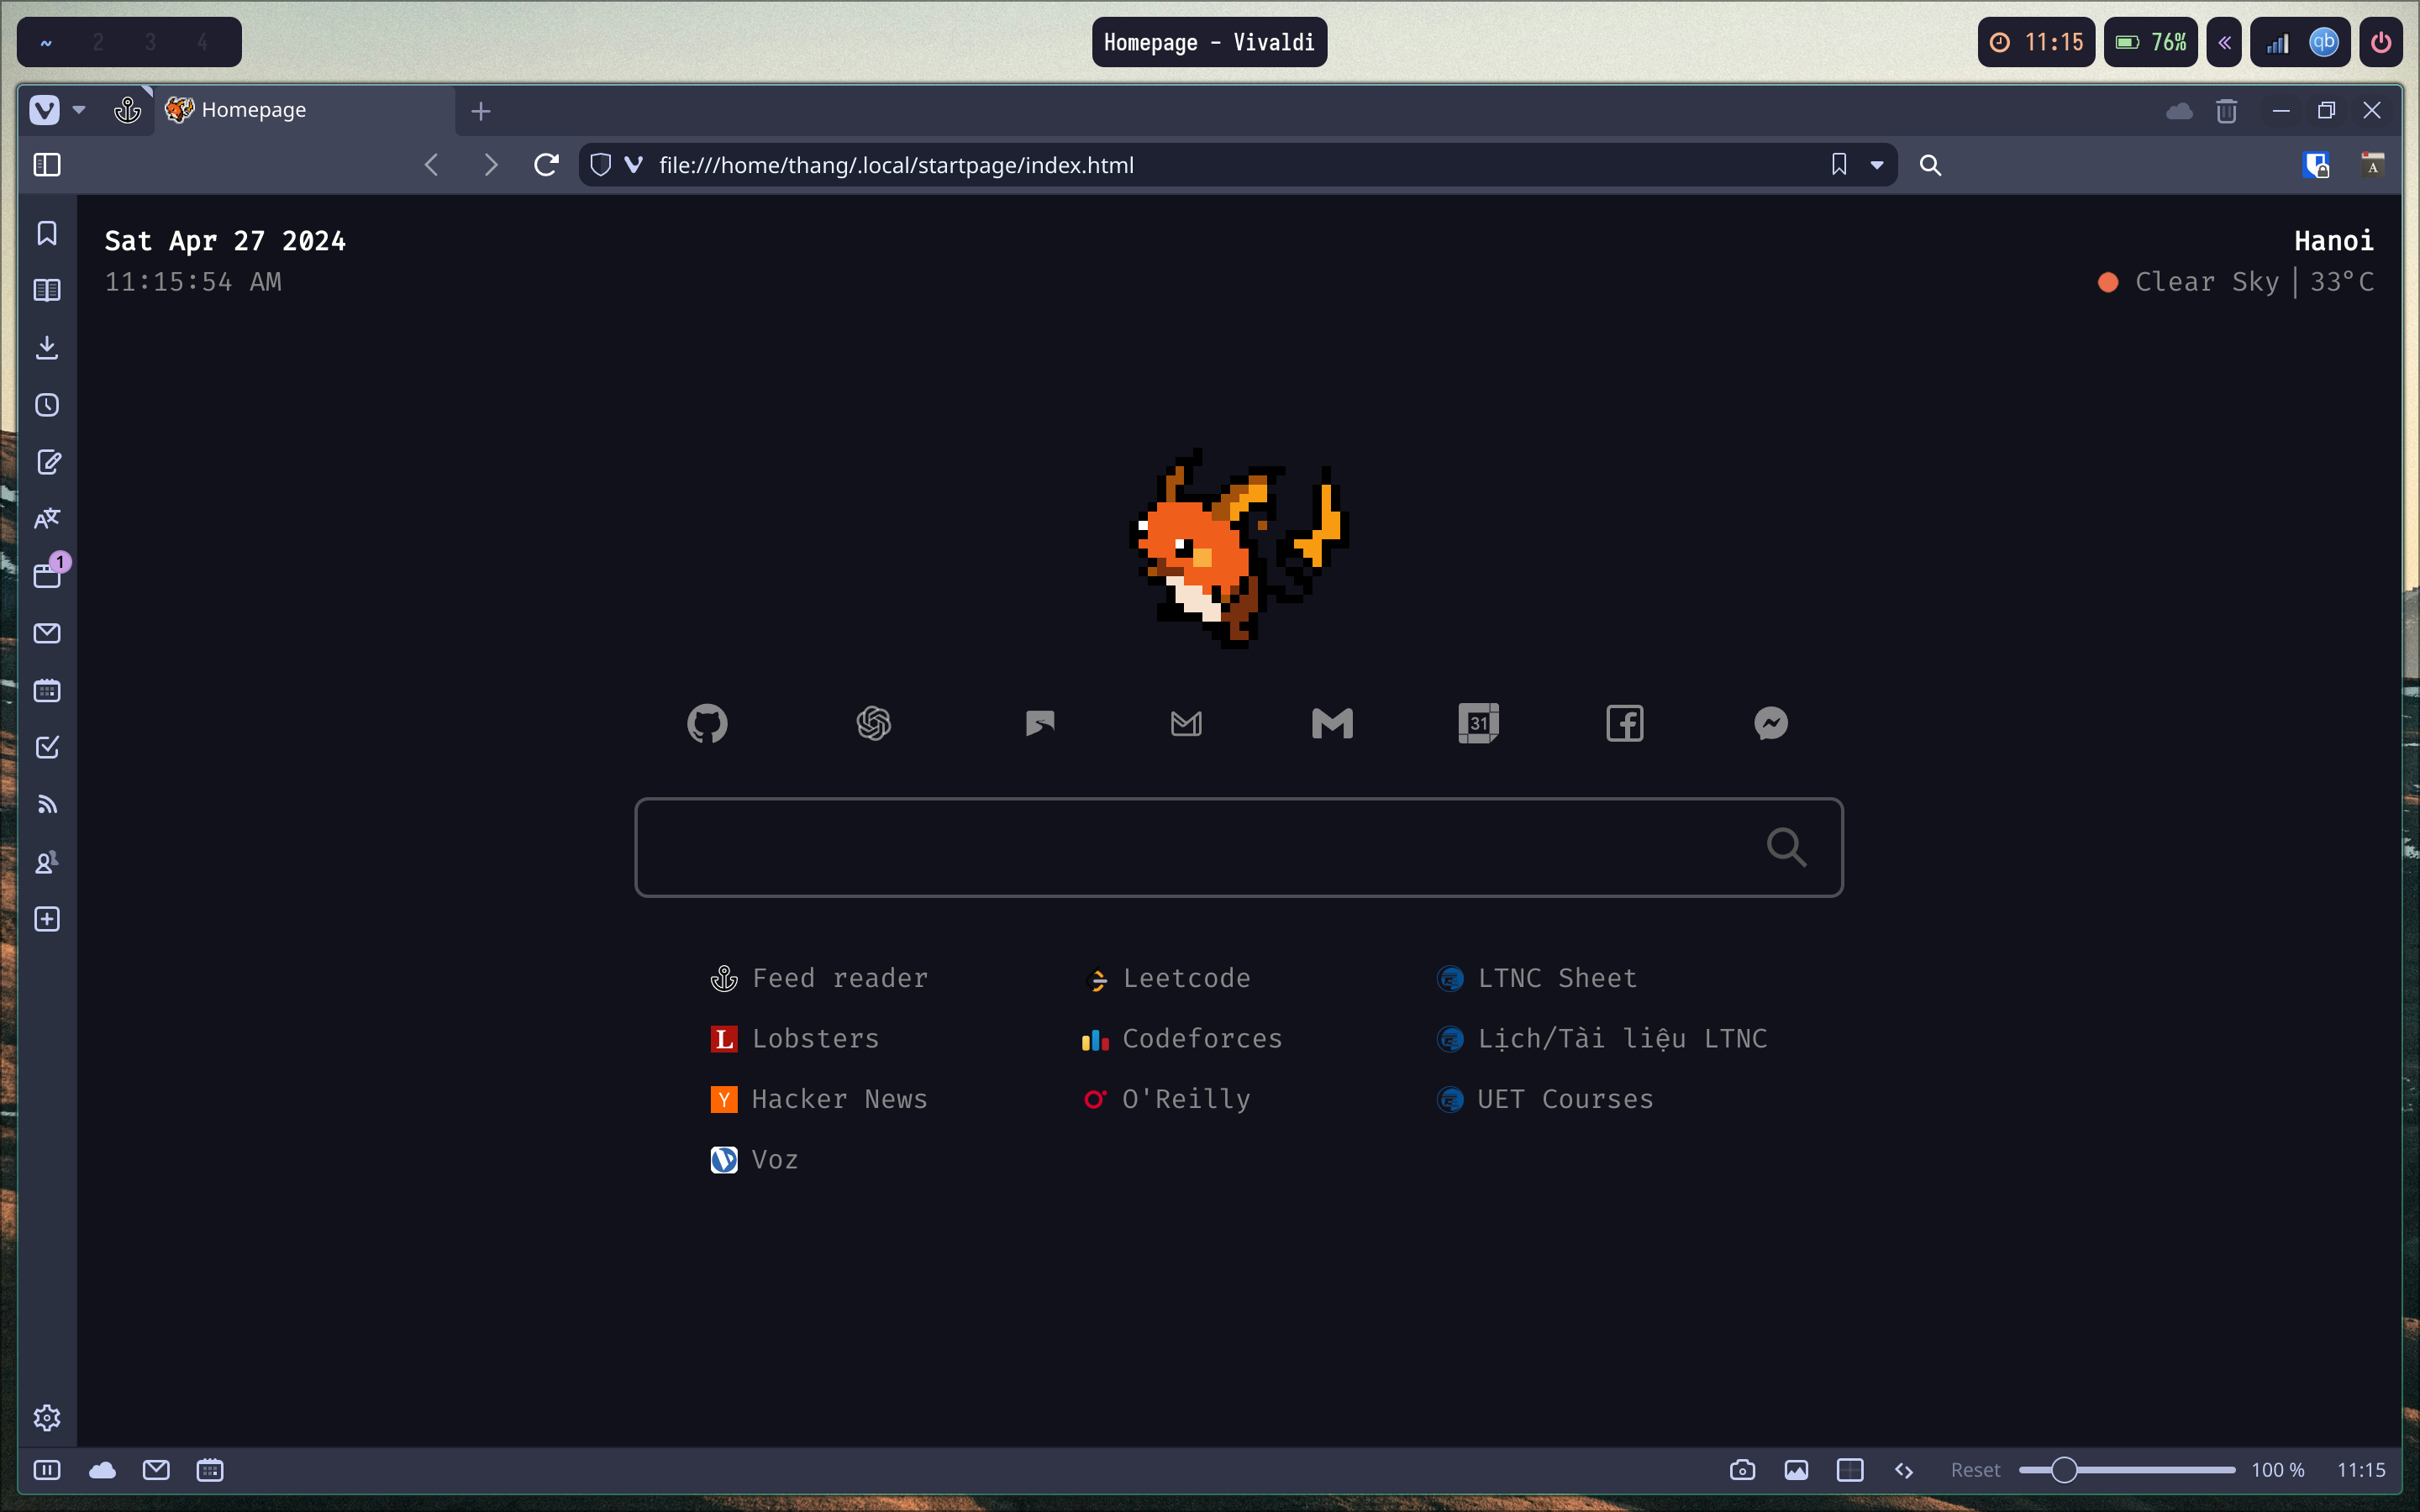 ~ 2 3 4
Homepage - Vivaldi
11:15
76%
«
qb
Homepage
file:///home/thang/.local/startpage/index.html
A
Sat Apr 27 2024
11:15:54 AM
Hanoi
Clear Sky | 33°C
1
31
Feed reader
Leetcode
LTNC Sheet
L Lobsters
Codeforces
Lịch/Tài liệu LTNC
Y Hacker News
O'Reilly
UET Courses
Voz
Reset
100 %
11:15